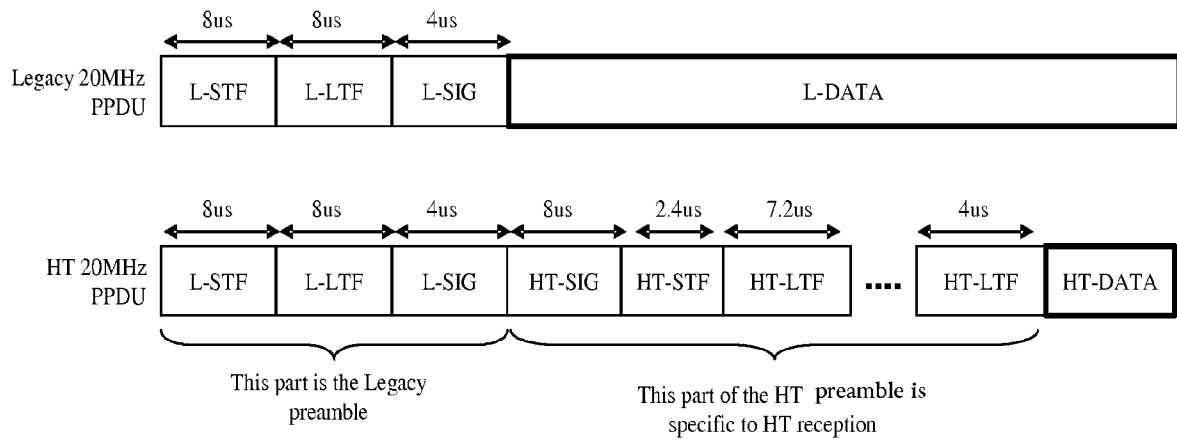 8us 8us 4us
Legacy 20MHz
PPDU
L-STF L-LTF L-SIG L-DATA
8us 8us 4us 8us 2.4us 7.2us 4us
HT 20MHz
PPDU
L-STF L-LTF L-SIG HT-SIG HT-STF HT-LTF .... HT-LTF HT-DATA
This part is the Legacy
preamble
This part of the HT preamble is
specific to HT reception